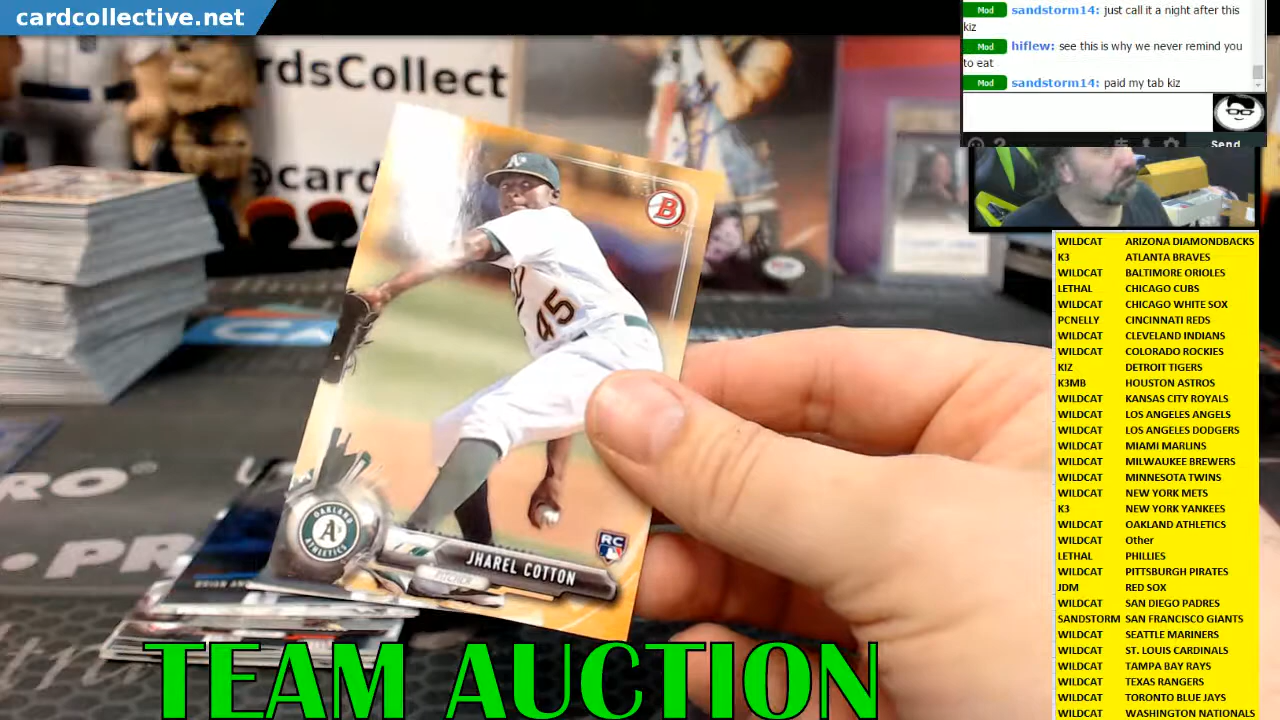 cardcollective.net
rdsCollect
@card
Mod sandstorm14: just call it a night after this
kiz
Mod hiflew: see this is why we never remind you
to eat
Mod sandstorm14: paid my tab kiz
Send
B
45
OAKLAND
A's
ATHLETICS
RC
JHAREL COTTON
PITCHER
BRIAN AN
RO
PRO
TEAM AUCTION
WILDCAT ARIZONA DIAMONDBACKS
K3 ATLANTA BRAVES
WILDCAT BALTIMORE ORIOLES
LETHAL CHICAGO CUBS
WILDCAT CHICAGO WHITE SOX
PCNELLY CINCINNATI REDS
WILDCAT CLEVELAND INDIANS
WILDCAT COLORADO ROCKIES
KIZ DETROIT TIGERS
K3MB HOUSTON ASTROS
WILDCAT KANSAS CITY ROYALS
WILDCAT LOS ANGELES ANGELS
WILDCAT LOS ANGELES DODGERS
WILDCAT MIAMI MARLINS
WILDCAT MILWAUKEE BREWERS
WILDCAT MINNESOTA TWINS
WILDCAT NEW YORK METS
K3 NEW YORK YANKEES
WILDCAT OAKLAND ATHLETICS
WILDCAT Other
LETHAL PHILLIES
WILDCAT PITTSBURGH PIRATES
JDM RED SOX
WILDCAT SAN DIEGO PADRES
SANDSTORM SAN FRANCISCO GIANTS
WILDCAT SEATTLE MARINERS
WILDCAT ST. LOUIS CARDINALS
WILDCAT TAMPA BAY RAYS
WILDCAT TEXAS RANGERS
WILDCAT TORONTO BLUE JAYS
WILDCAT WASHINGTON NATIONALS